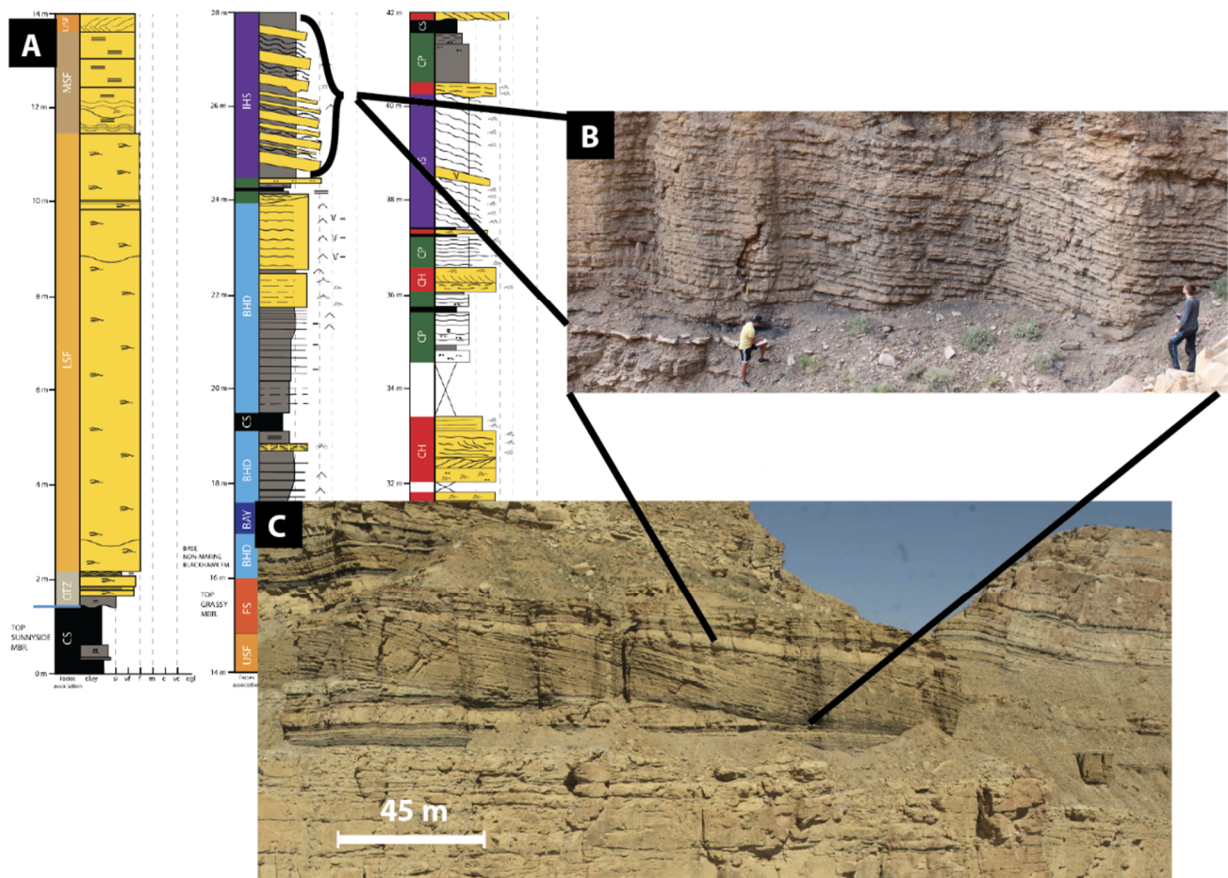 A
14 m
12 m
10 m
8 m
6 m
4 m
2 m
0 m
USF
MSF
LSF
OTZ
CS
TOP
SUNNYSIDE
MBR.
Facies
association
clay
si
vf
f
m
c
vc
cgl
28 m
26 m
24 m
22 m
20 m
18 m
16 m
14 m
IHS
BHD
CS
BHD
BAY
BHD
FS
USF
BASE
NON-MARINE
BLACKHAWK FM.
TOP
GRASSY
MBR.
Facies
association
42 m
40 m
38 m
36 m
34 m
32 m
CS
CP
CP
CH
CP
CH
B
C
45 m